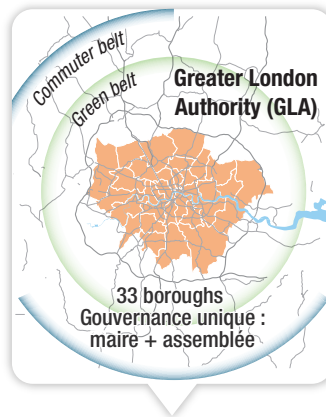 Commuter belt
Green belt
Greater London
Authority (GLA)
33 boroughs
Gouvernance unique :
maire + assemblée